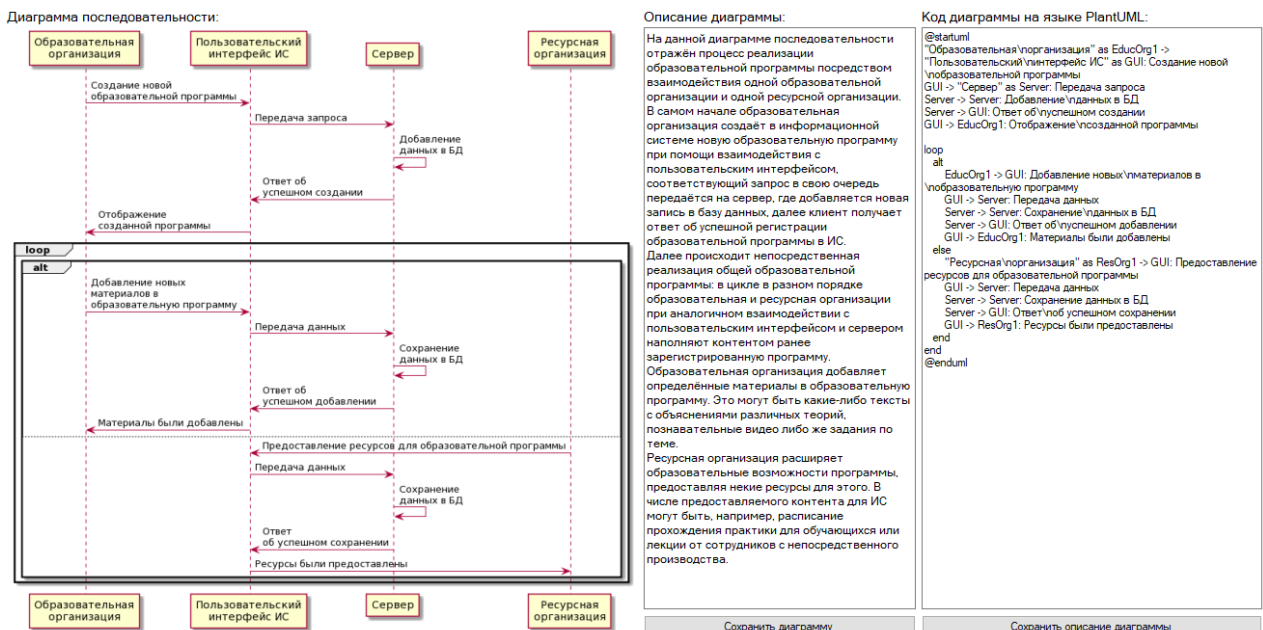 Диаграмма последовательности:
Образовательная
организация
Пользовательский
интерфейс ИС
Сервер
Ресурсная
организация
Создание новой
образовательной программы
Передача запроса
Добавление
данных в БД
Ответ об
успешном создании
Отображение
созданной программы
loop
alt
Добавление новых
материалов в
образовательную программу
Передача данных
Сохранение
данных в БД
Ответ об
успешном добавлении
Материалы были добавлены
Предоставление ресурсов для образовательной программы
Передача данных
Сохранение
данных в БД
Ответ
об успешном сохранении
Ресурсы были предоставлены
Образовательная
организация
Пользовательский
интерфейс ИС
Сервер
Ресурсная
организация
Описание диаграммы:
На данной диаграмме последовательности
отражён процесс реализации
образовательной программы посредством
взаимодействия одной образовательной
организации и одной ресурсной организации.
В самом начале образовательная
организация создаёт в информационной
системе новую образовательную программу
при помощи взаимодействия с
пользовательским интерфейсом,
соответствующий запрос в свою очередь
передаётся на сервер, где добавляется новая
запись в базу данных, далее клиент получает
ответ об успешной регистрации
образовательной программы в ИС.
Далее происходит непосредственная
реализация общей образовательной
программы: в цикле в разном порядке
образовательная и ресурсная организации
при аналогичном взаимодействии с
пользовательским интерфейсом и сервером
наполняют контентом ранее
зарегистрированную программу.
Образовательная организация добавляет
определённые материалы в образовательную
программу. Это могут быть какие-либо тексты
с объяснениями различных теорий,
познавательные видео либо же задания по
теме.
Ресурсная организация расширяет
образовательные возможности программы,
предоставляя некие ресурсы для этого. В
числе предоставляемого контента для ИС
могут быть, например, расписание
прохождения практики для обучающихся или
лекции от сотрудников с непосредственного
производства.
Сохранить диаграмму
Код диаграммы на языке PlantUML:
@startuml
"Образовательная\nорганизация" as EducOrg1 ->
"Пользовательский\nинтерфейс ИС" as GUI: Создание новой
\nобразовательной программы
GUI -> "Сервер" as Server: Передача запроса
Server -> Server: Добавление\nданных в БД
Server -> GUI: Ответ об\nуспешном создании
GUI -> EducOrg1: Отображение\nсозданной программы
loop
alt
EducOrg1 -> GUI: Добавление новых\nматериалов в
\nобразовательную программу
GUI -> Server: Передача данных
Server -> Server: Сохранение\nданных в БД
Server -> GUI: Ответ об\nуспешном добавлении
GUI -> EducOrg1: Материалы были добавлены
else
"Ресурсная\nорганизация" as ResOrg1 -> GUI: Предоставление
ресурсов для образовательной программы
GUI -> Server: Передача данных
Server -> Server: Сохранение данных в БД
Server -> GUI: Ответ\nоб успешном сохранении
GUI -> ResOrg1: Ресурсы были предоставлены
end
end
@enduml
Сохранить описание диаграммы